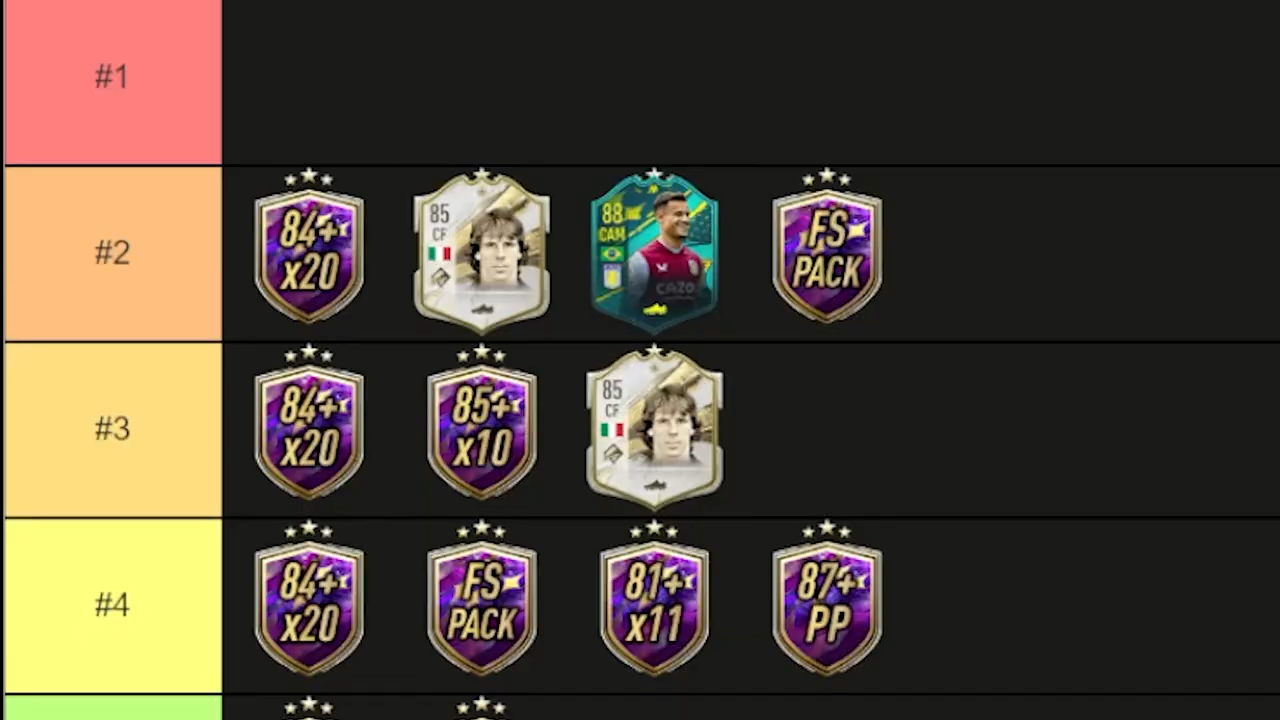 #1
#2
84+
x20
85
CF
88
CAM
CAZO
FS
PACK
#3
84+
x20
85+
x10
85
CF
#4
84+
x20
FS
PACK
81+
x11
87+
PP